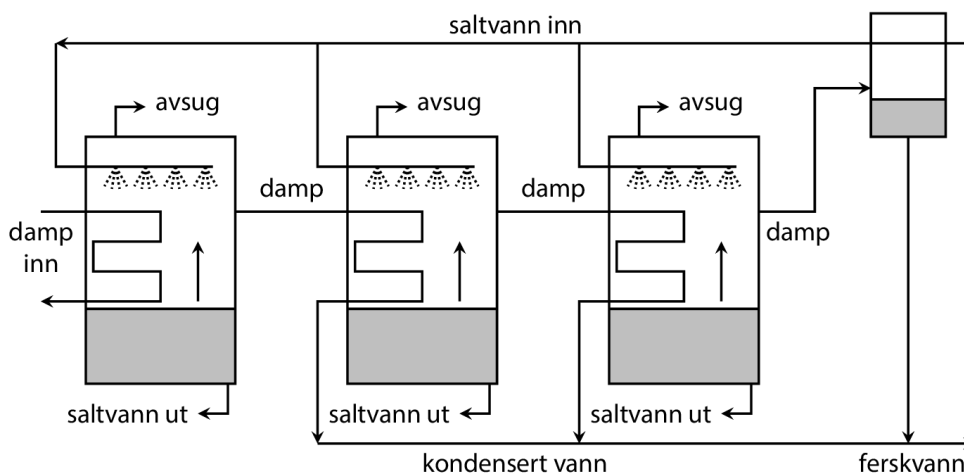 saltvann inn
avsug
avsug
avsug
damp
damp
damp
inn
damp
saltvann ut
saltvann ut
saltvann ut
kondensert vann
ferskvann